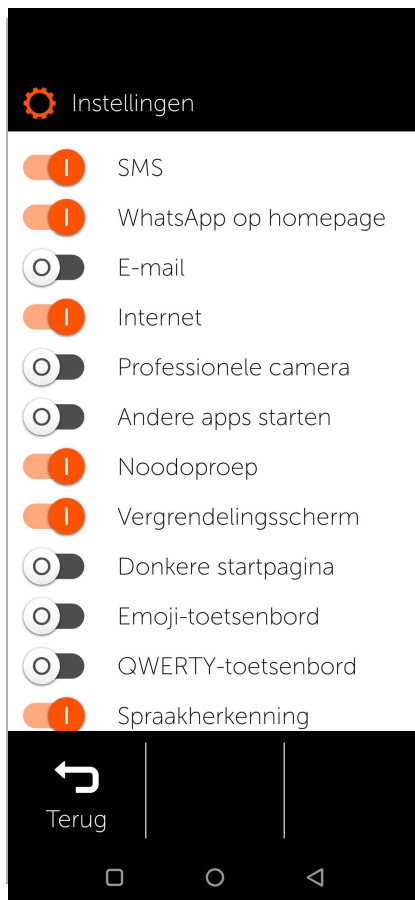 Instellingen
SMS
WhatsApp op homepage
E-mail
Internet
Professionele camera
Andere apps starten
Noodoproep
Vergrendelingsscherm
Donkere startpagina
Emoji-toetsenbord
QWERTY-toetsenbord
Spraakherkenning
Terug